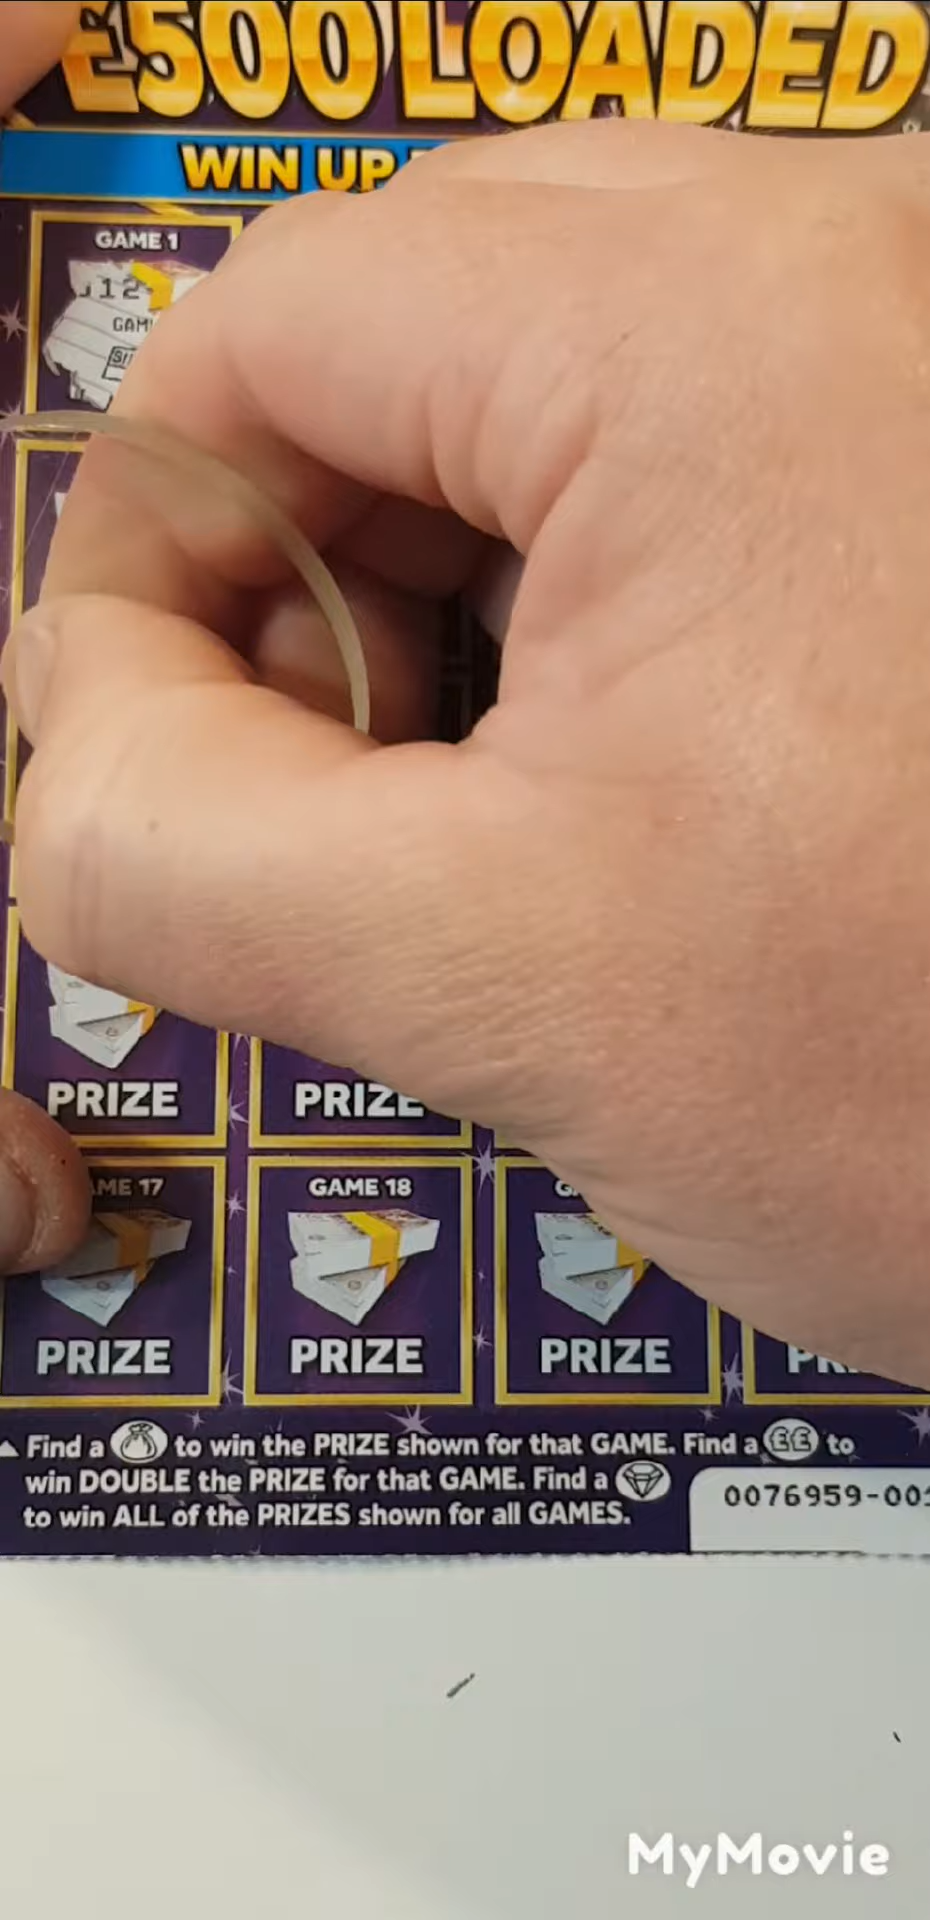 £500 LOADED
WIN UP
GAME 1
12
PRIZE PRIZE
17 GAME 18
PRIZE PRIZE PRIZE
Find a to win the PRIZE shown for that GAME. Find a ££ to
win DOUBLE the PRIZE for that GAME. Find a
to win ALL of the PRIZES shown for all GAMES.
0076959-00
MyMovie